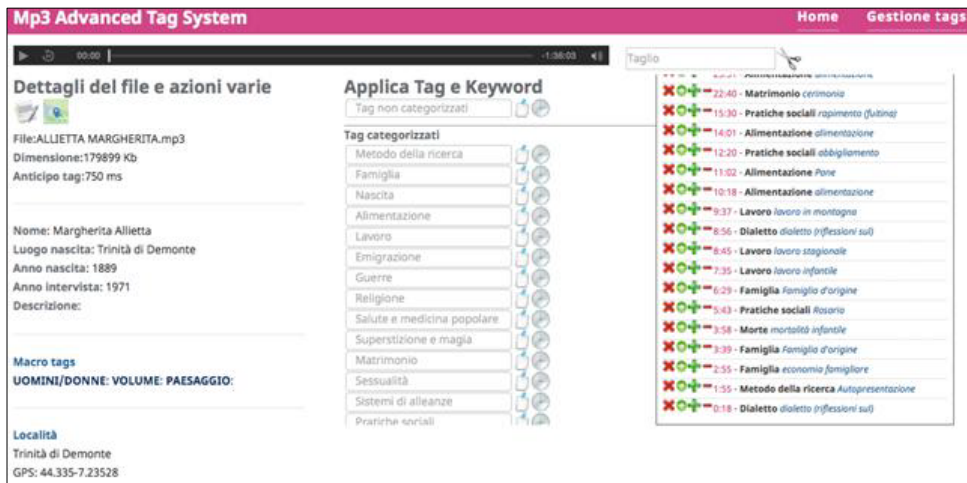 Mp3 Advanced Tag System
Home Gestione tags
00:00 -1:36:03
Taglio
Dettagli del file e azioni varie
File:ALLIETTA MARGHERITA.mp3
Dimensione:179899 Kb
Anticipo tag:750 ms
Nome: Margherita Allietta
Luogo nascita: Trinità di Demonte
Anno nascita: 1889
Anno intervista: 1971
Descrizione:
Macro tags
UOMINI/DONNE: VOLUME: PAESAGGIO:
Località
Trinità di Demonte
GPS: 44.335-7.23528
Applica Tag e Keyword
Tag non categorizzati
Tag categorizzati
Metodo della ricerca
Famiglia
Nascita
Alimentazione
Lavoro
Emigrazione
Guerre
Religione
Salute e medicina popolare
Superstizione e magia
Matrimonio
Sessualità
Sistemi di alleanze
Pratiche sociali
22:40 - Matrimonio cerimonia
15:30 - Pratiche sociali rapimento (fuitina)
14:01 - Alimentazione alimentazione
12:20 - Pratiche sociali abbigliamento
11:02 - Alimentazione Pane
10:18 - Alimentazione alimentazione
9:37 - Lavoro lavoro in montagna
8:56 - Dialetto dialetto (riflessioni sul)
8:45 - Lavoro lavoro stagionale
7:35 - Lavoro lavoro infantile
6:29 - Famiglia Famiglia d'origine
5:43 - Pratiche sociali Rosario
3:58 - Morte mortalità infantile
3:39 - Famiglia Famiglia d'origine
2:55 - Famiglia economia famigliare
1:55 - Metodo della ricerca Autopresentazione
0:18 - Dialetto dialetto (riflessioni sul)